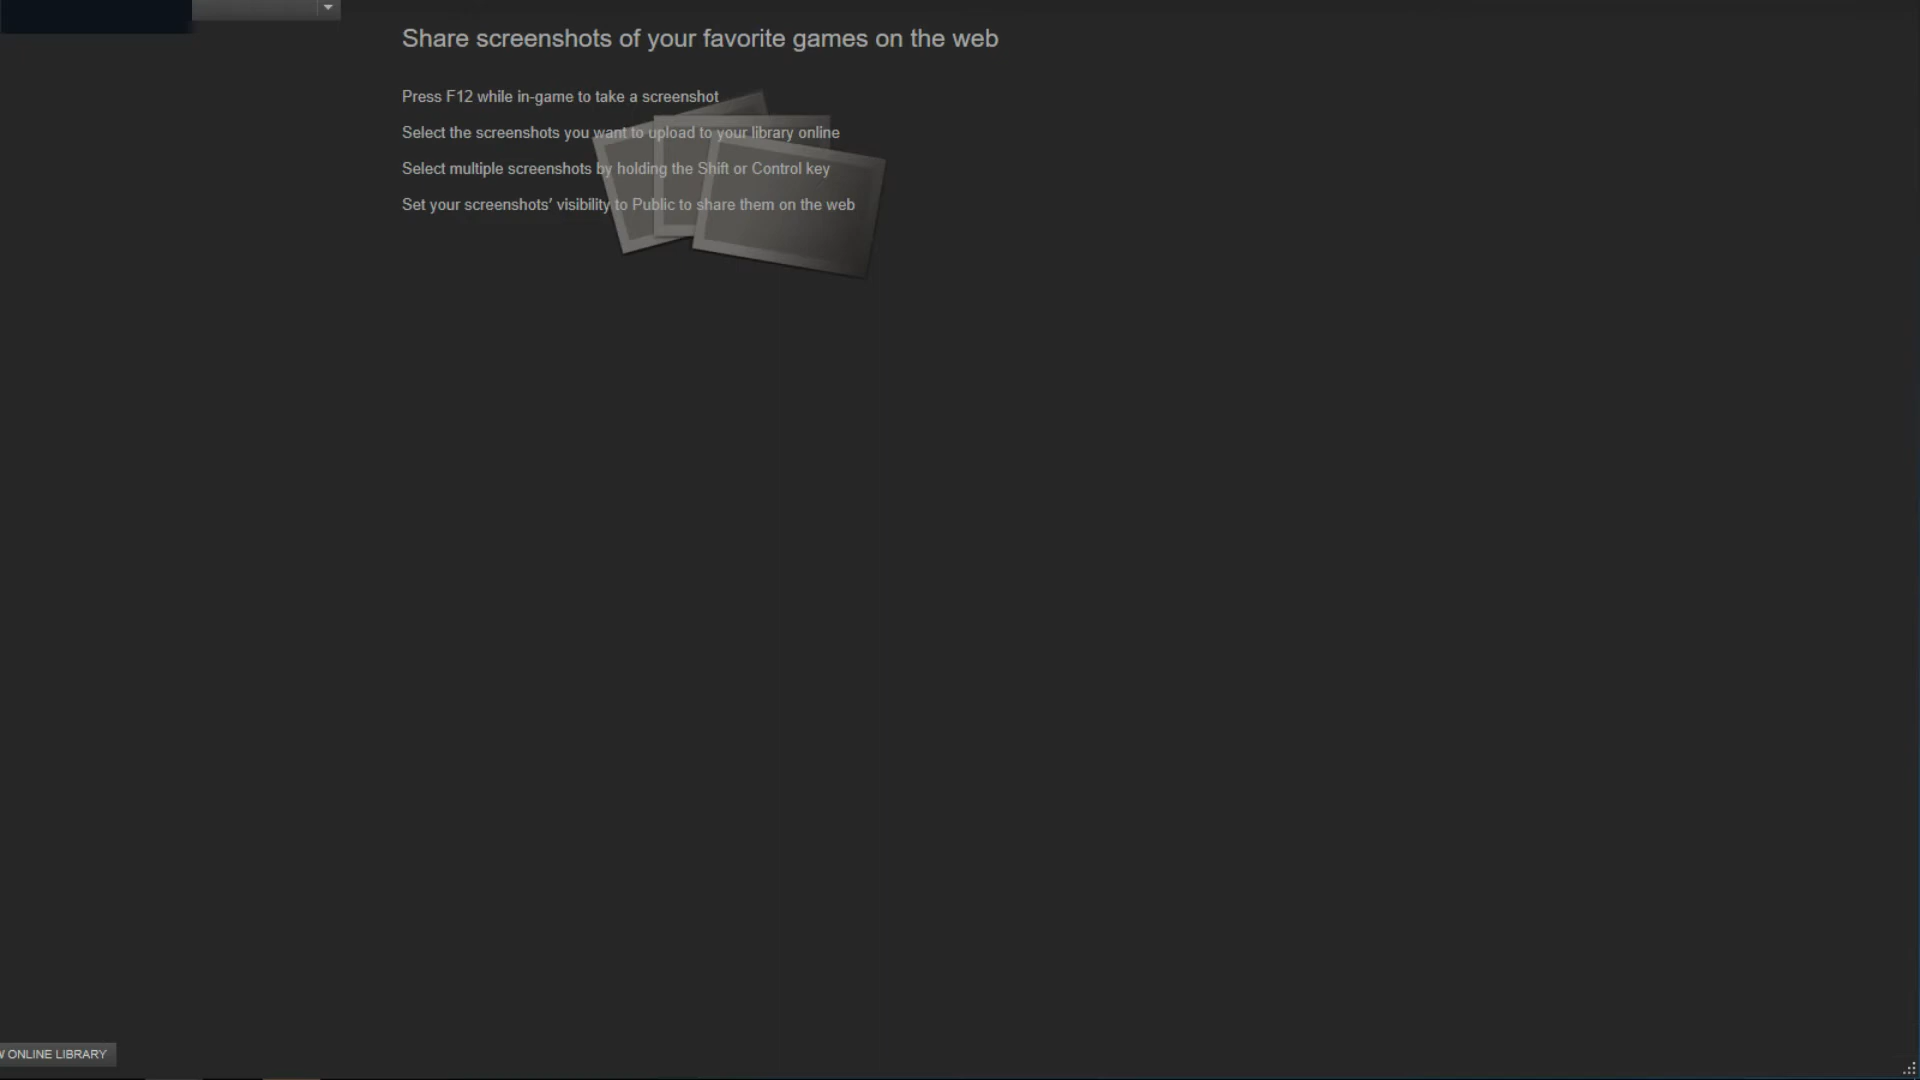 Share screenshots of your favorite games on the web
Press F12 while in-game to take a screenshot
Select the screenshots you want to upload to your library online
Select multiple screenshots by holding the Shift or Control key
Set your screenshots’ visibility to Public to share them on the web
ONLINE LIBRARY